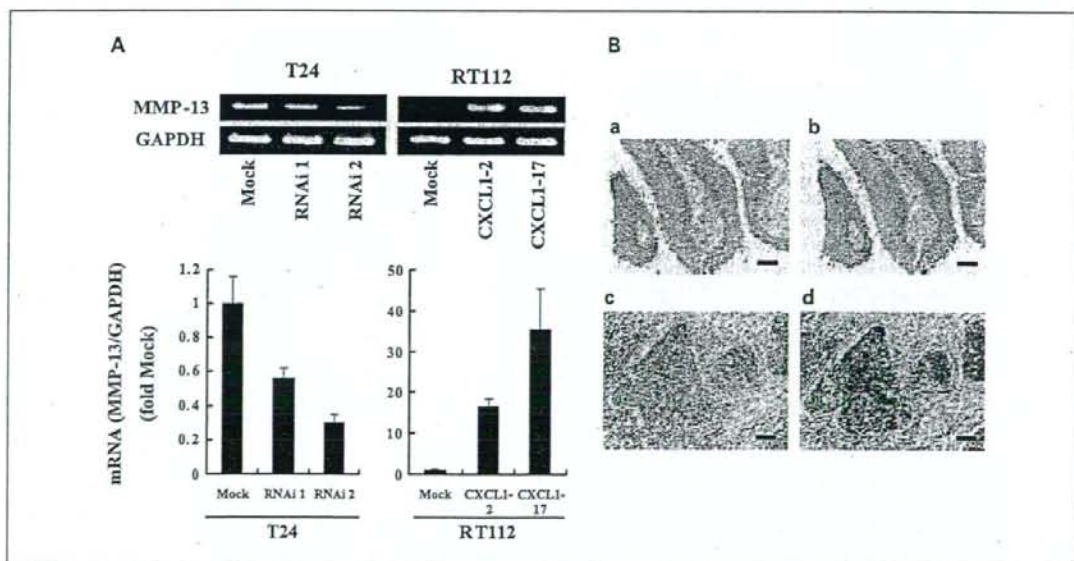 A
T24
RT112
MMP-13
GAPDH
Mock
RNAi 1
RNAi 2
Mock
CXCL1-2
CXCL1-17
mRNA (MMP-13/GAPDH)
(fold Mock)
1.2
1
0.8
0.6
0.4
0.2
0
Mock
RNAi 1
RNAi 2
T24
50
40
30
20
10
0
Mock
CXCL1-
2
CXCL1-
17
RT112
B
a
b
c
d